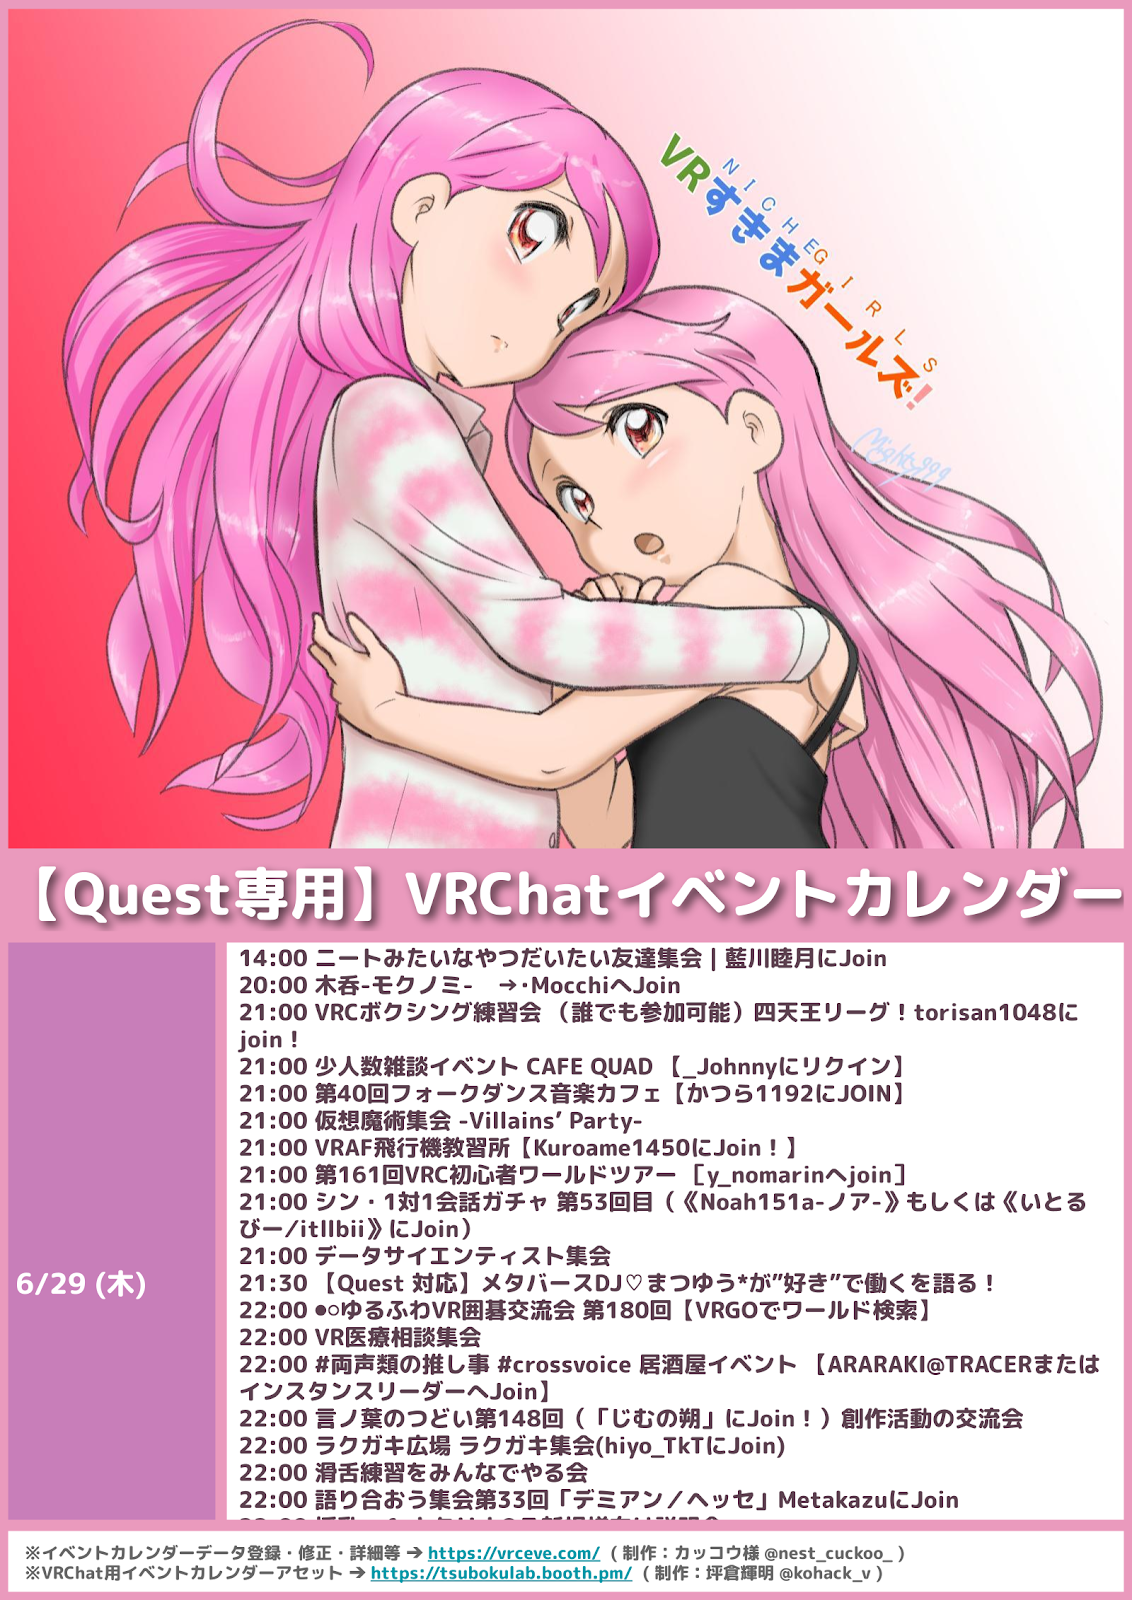 NICHE GIRLS
VRすきまガールズ!
Mighty999
【Quest専用】VRChatイベントカレンダー
6/29 (木)
14:00 ニートみたいなやつだいたい友達集会 | 藍川睦月にJoin
20:00 木呑-モクノミ-　→･MocchiへJoin
21:00 VRCボクシング練習会 （誰でも参加可能）四天王リーグ！torisan1048に
join！
21:00 少人数雑談イベント CAFE QUAD 【_Johnnyにリクイン】
21:00 第40回フォークダンス音楽カフェ【かつら1192にJOIN】
21:00 仮想魔術集会 -Villains’ Party-
21:00 VRAF飛行機教習所【Kuroame1450にJoin！】
21:00 第161回VRC初心者ワールドツアー ［y_nomarinへjoin］
21:00 シン・1対1会話ガチャ 第53回目（《Noah151a-ノア-》もしくは《いとる
びー/itllbii》にJoin）
21:00 データサイエンティスト集会
21:30 【Quest 対応】メタバースDJ♡まつゆう*が”好き”で働くを語る！
22:00 ●○ゆるふわVR囲碁交流会 第180回【VRGOでワールド検索】
22:00 VR医療相談集会
22:00 #両声類の推し事 #crossvoice 居酒屋イベント 【ARARAKI@TRACERまたは
インスタンスリーダーへJoin】
22:00 言ノ葉のつどい第148回（「じむの朔」にJoin！）創作活動の交流会
22:00 ラクガキ広場 ラクガキ集会(hiyo_TkTにJoin)
22:00 滑舌練習をみんなでやる会
22:00 語り合おう集会第33回「デミアン／ヘッセ」MetakazuにJoin
※イベントカレンダーデータ登録・修正・詳細等 → https://vrceve.com/ ( 制作：カッコウ様 @nest_cuckoo_ )
※VRChat用イベントカレンダーアセット → https://tsubokulab.booth.pm/ ( 制作：坪倉輝明 @kohack_v )